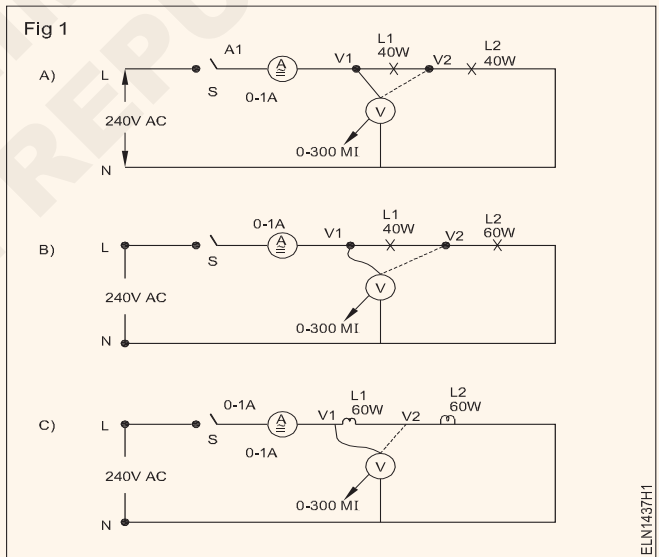 Fig 1
A)
L
240V AC
N
S
A1
A
0-1A
V1
L1
40W
V2
L2
40W
V
0-300 MI
B)
L
240V AC
N
S
0-1A
A
V1
L1
40W
V2
L2
60W
V
0-300 MI
C)
L
240V AC
N
0-1A
S
A
0-1A
V1
L1
60W
V2
L2
60W
V
0-300 MI
ELN1437H1
REPU